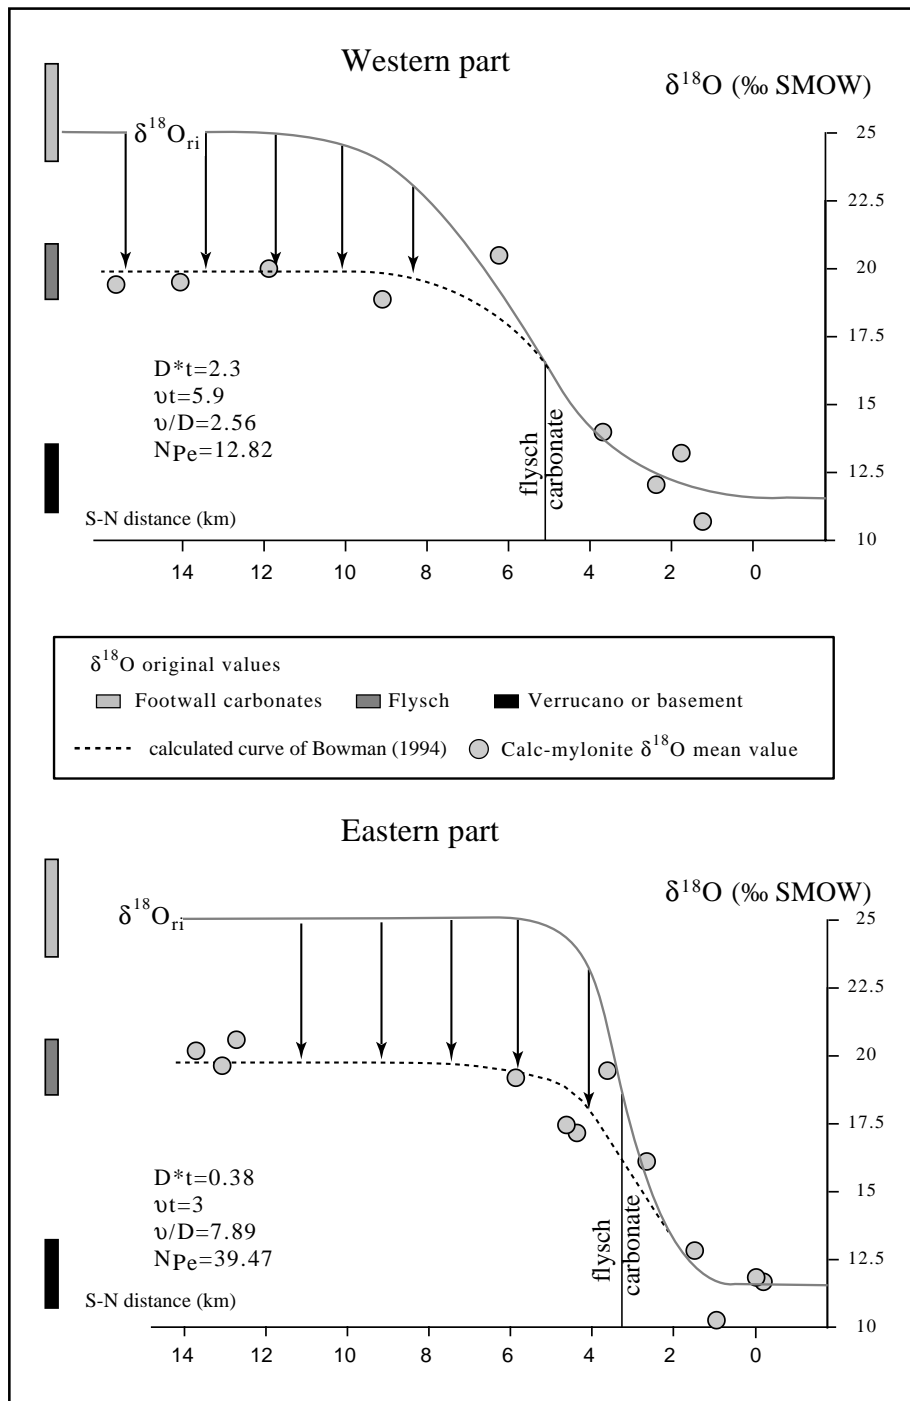 Western part
δ18O (‰ SMOW)
δ18Ori
25
22.5
20
17.5
15
12.5
10
D*t=2.3
υt=5.9
υ/D=2.56
NPe=12.82
flysch
carbonate
S-N distance (km)
14 12 10 8 6 4 2 0
δ18O original values
Footwall carbonates Flysch Verrucano or basement
calculated curve of Bowman (1994) Calc-mylonite δ18O mean value
Eastern part
δ18O (‰ SMOW)
δ18Ori
25
22.5
20
17.5
15
12.5
10
D*t=0.38
υt=3
υ/D=7.89
NPe=39.47
flysch
carbonate
S-N distance (km)
14 12 10 8 6 4 2 0